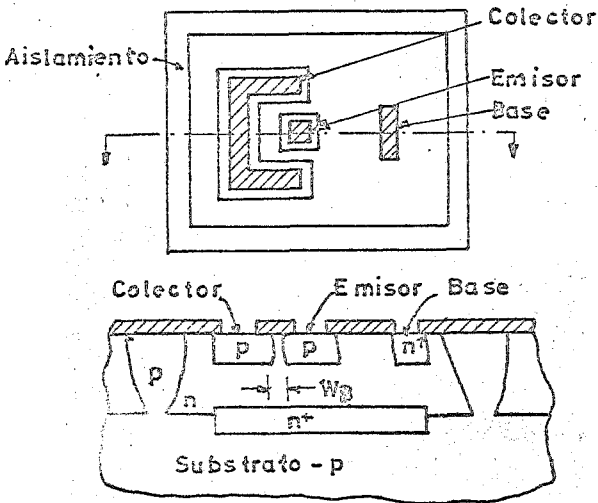 Colector
Aislamiento
Emisor
Base
Colector Emisor Base
p p n+
p
n
WB
n+
Substrato-p